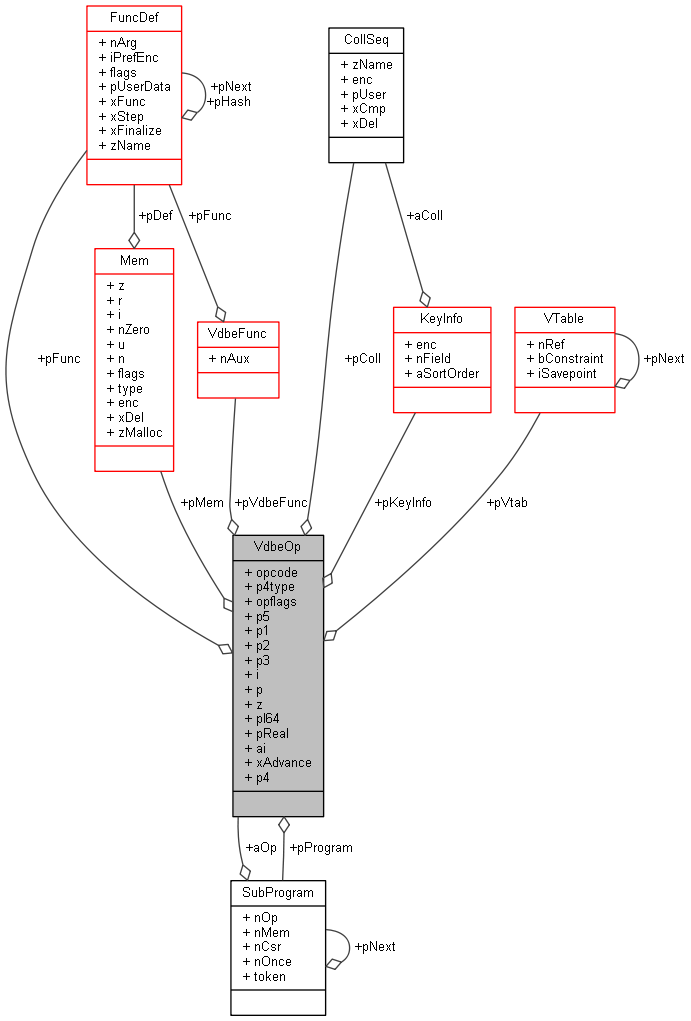 FuncDef
+ nArg
+ iPrefEnc
+ flags
+ pUserData
+ xFunc
+ xStep
+ xFinalize
+ zName
+pNext
+pHash
CollSeq
+ zName
+ enc
+ pUser
+ xCmp
+ xDel
+pDef
+pFunc
+aColl
Mem
+ z
+ r
+ i
+ nZero
+ u
+ n
+ flags
+ type
+ enc
+ xDel
+ zMalloc
VdbeFunc
+ nAux
KeyInfo
+ enc
+ nField
+ aSortOrder
VTable
+ nRef
+ bConstraint
+ iSavepoint
+pNext
+pFunc
+pColl
+pMem
+pVdbeFunc
+pKeyInfo
+pVtab
VdbeOp
+ opcode
+ p4type
+ opflags
+ p5
+ p1
+ p2
+ p3
+ i
+ p
+ z
+ pI64
+ pReal
+ ai
+ xAdvance
+ p4
+aOp
+pProgram
SubProgram
+ nOp
+ nMem
+ nCsr
+ nOnce
+ token
+pNext